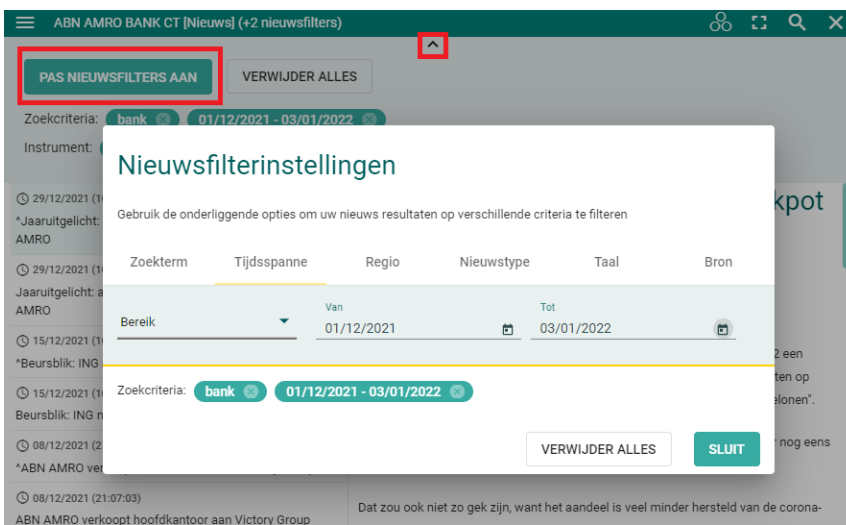 ABN AMRO BANK CT [Nieuws] (+2 nieuwsfilters)
PAS NIEUWSFILTERS AAN VERWIJDER ALLES
Zoekcriteria: bank 01/12/2021 - 03/01/2022
Instrument:
Nieuwsfilterinstellingen
Gebruik de onderliggende opties om uw nieuws resultaten op verschillende criteria te filteren
Zoekterm Tijdsspanne Regio Nieuwstype Taal Bron
Bereik Van 01/12/2021 Tot 03/01/2022
Zoekcriteria: bank 01/12/2021 - 03/01/2022
VERWIJDER ALLES SLUIT
29/12/2021
^Jaaruitgelicht:
AMRO
29/12/2021
Jaaruitgelicht:
AMRO
15/12/2021
^Beursblik: ING
15/12/2021
Beursblik: ING
08/12/2021
^ABN AMRO
08/12/2021 (21:07:03)
ABN AMRO verkoopt hoofdkantoor aan Victory Group
kpot
2 een
ten op
elonen".
nog eens
Dat zou ook niet zo gek zijn, want het aandeel is veel minder hersteld van de corona-